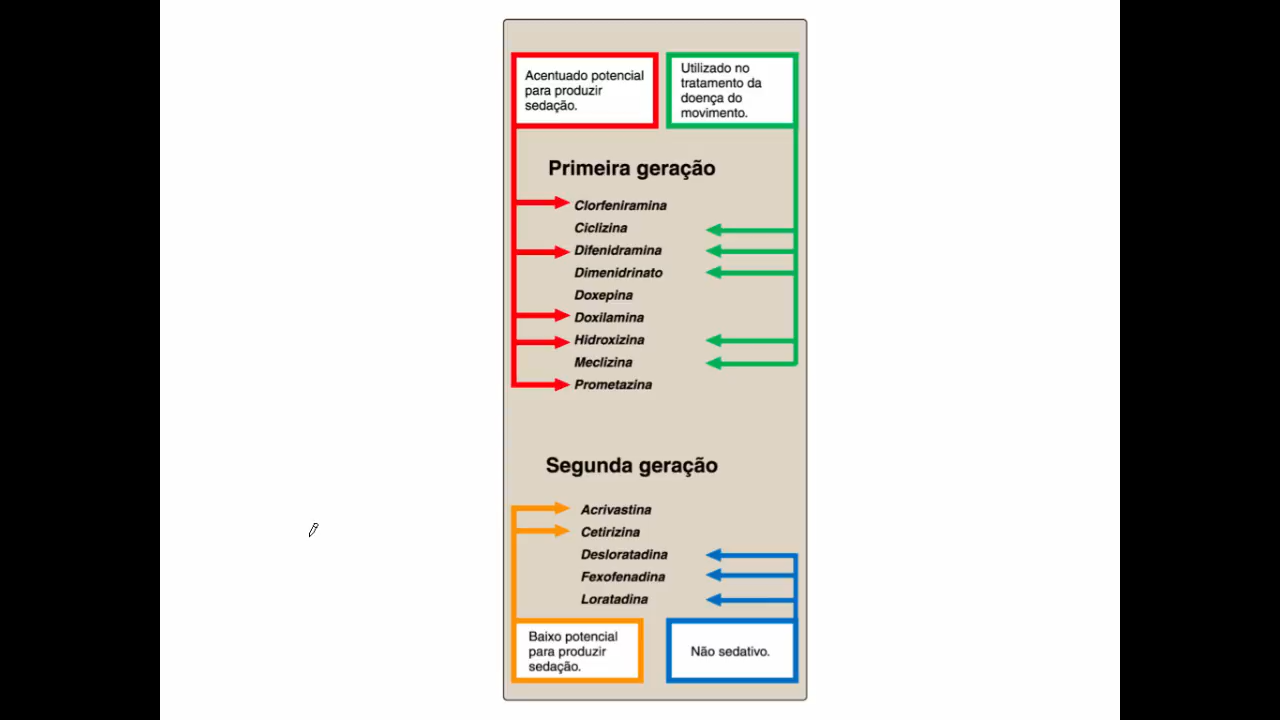 Acentuado potencial
para produzir
sedação.
Utilizado no
tratamento da
doença do
movimento.
Primeira geração
Clorfeniramina
Ciclizina
Difenidramina
Dimenidrinato
Doxepina
Doxilamina
Hidroxizina
Meclizina
Prometazina
Segunda geração
Acrivastina
Cetirizina
Desloratadina
Fexofenadina
Loratadina
Baixo potencial
para produzir
sedação.
Não sedativo.